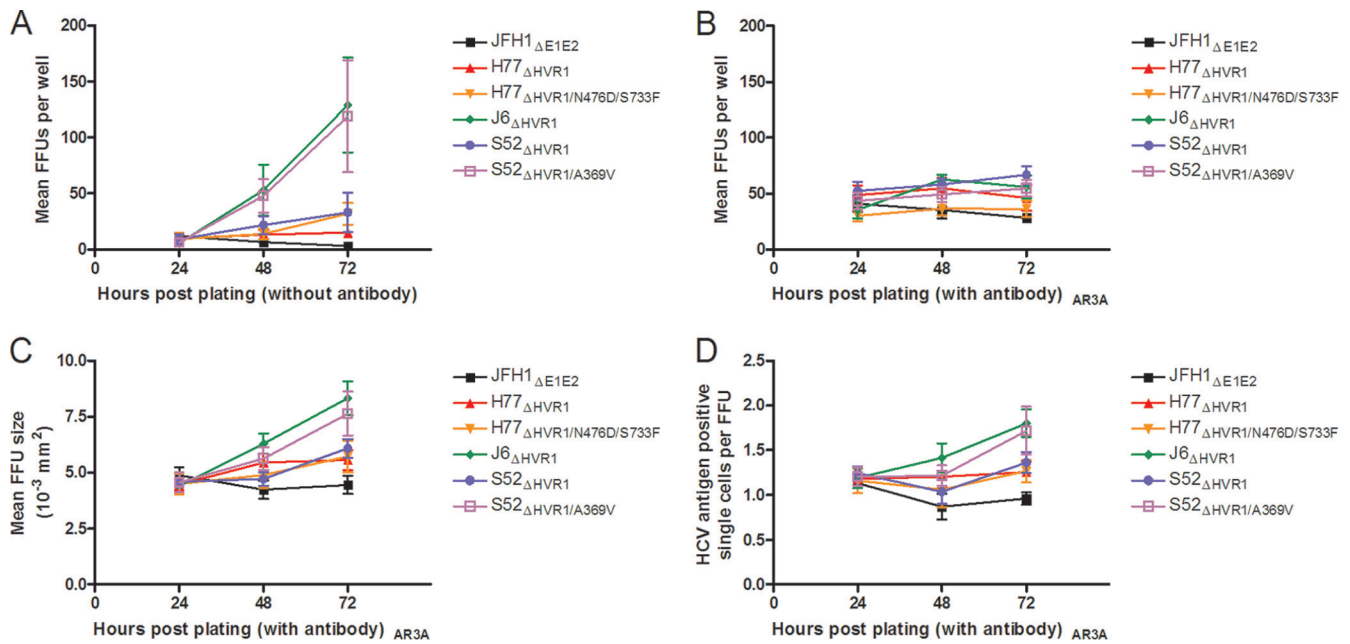 A
Mean FFUs per well
200
150
100
50
0
0 24 48 72
Hours post plating (without antibody)
JFH1ΔE1E2
H77ΔHVR1
H77ΔHVR1/N476D/S733F
J6ΔHVR1
S52ΔHVR1
S52ΔHVR1/A369V
B
Mean FFUs per well
200
150
100
50
0
0 24 48 72
Hours post plating (with antibody) AR3A
JFH1ΔE1E2
H77ΔHVR1
H77ΔHVR1/N476D/S733F
J6ΔHVR1
S52ΔHVR1
S52ΔHVR1/A369V
C
Mean FFU size
(10⁻³ mm²)
10.0
7.5
5.0
2.5
0.0
0 24 48 72
Hours post plating (with antibody) AR3A
JFH1ΔE1E2
H77ΔHVR1
H77ΔHVR1/N476D/S733F
J6ΔHVR1
S52ΔHVR1
S52ΔHVR1/A369V
D
HCV antigen positive
single cells per FFU
2.5
2.0
1.5
1.0
0.5
0.0
0 24 48 72
Hours post plating (with antibody) AR3A
JFH1ΔE1E2
H77ΔHVR1
H77ΔHVR1/N476D/S733F
J6ΔHVR1
S52ΔHVR1
S52ΔHVR1/A369V